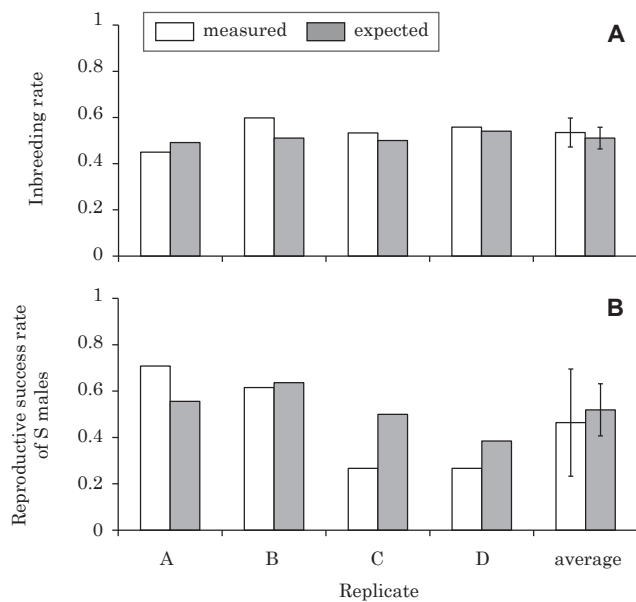 measured expected
A
1
0.8
0.6
0.4
0.2
0
Inbreeding rate
B
1
0.8
0.6
0.4
0.2
0
Reproductive success rate
of S males
A B C D average
Replicate